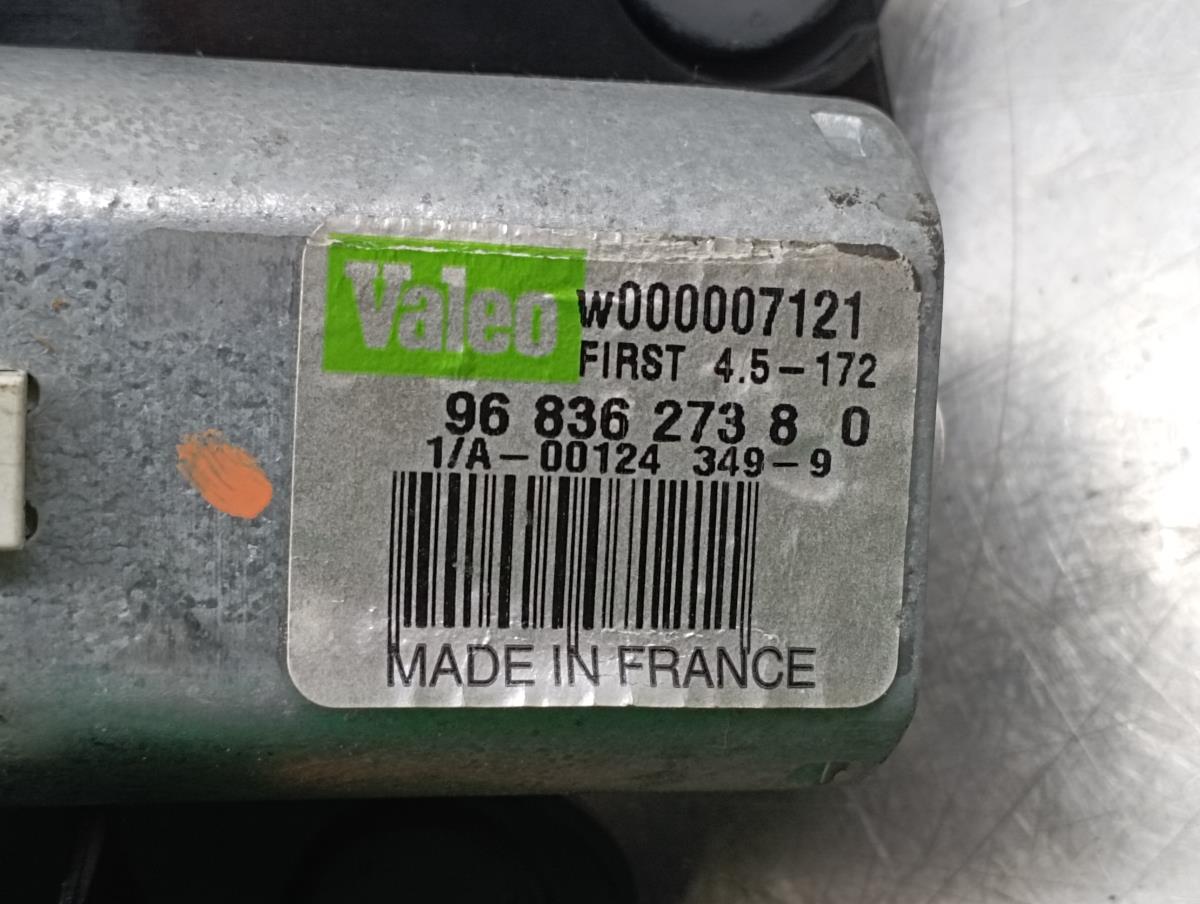 Valeo
w000007121
FIRST 4.5-172
96 836 273 8 0
1/A-00124 349-9
MADE IN FRANCE